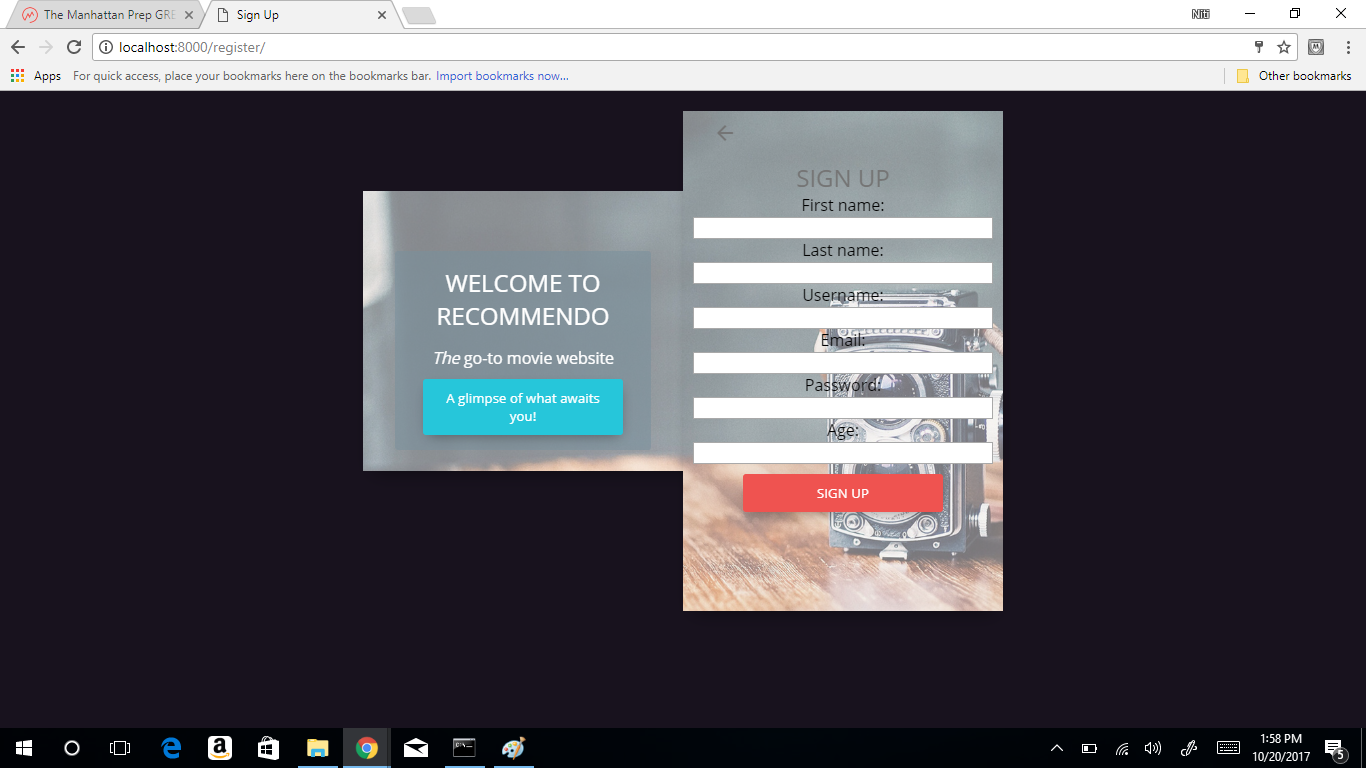 The Manhattan Prep GRE
Sign Up
Niti
localhost:8000/register/
Apps
For quick access, place your bookmarks here on the bookmarks bar. Import bookmarks now...
Other bookmarks
WELCOME TO
RECOMMENDO
The go-to movie website
A glimpse of what awaits
you!
SIGN UP
First name:
Last name:
Username:
Email:
Password:
Age:
SIGN UP
1:58 PM
10/20/2017
5